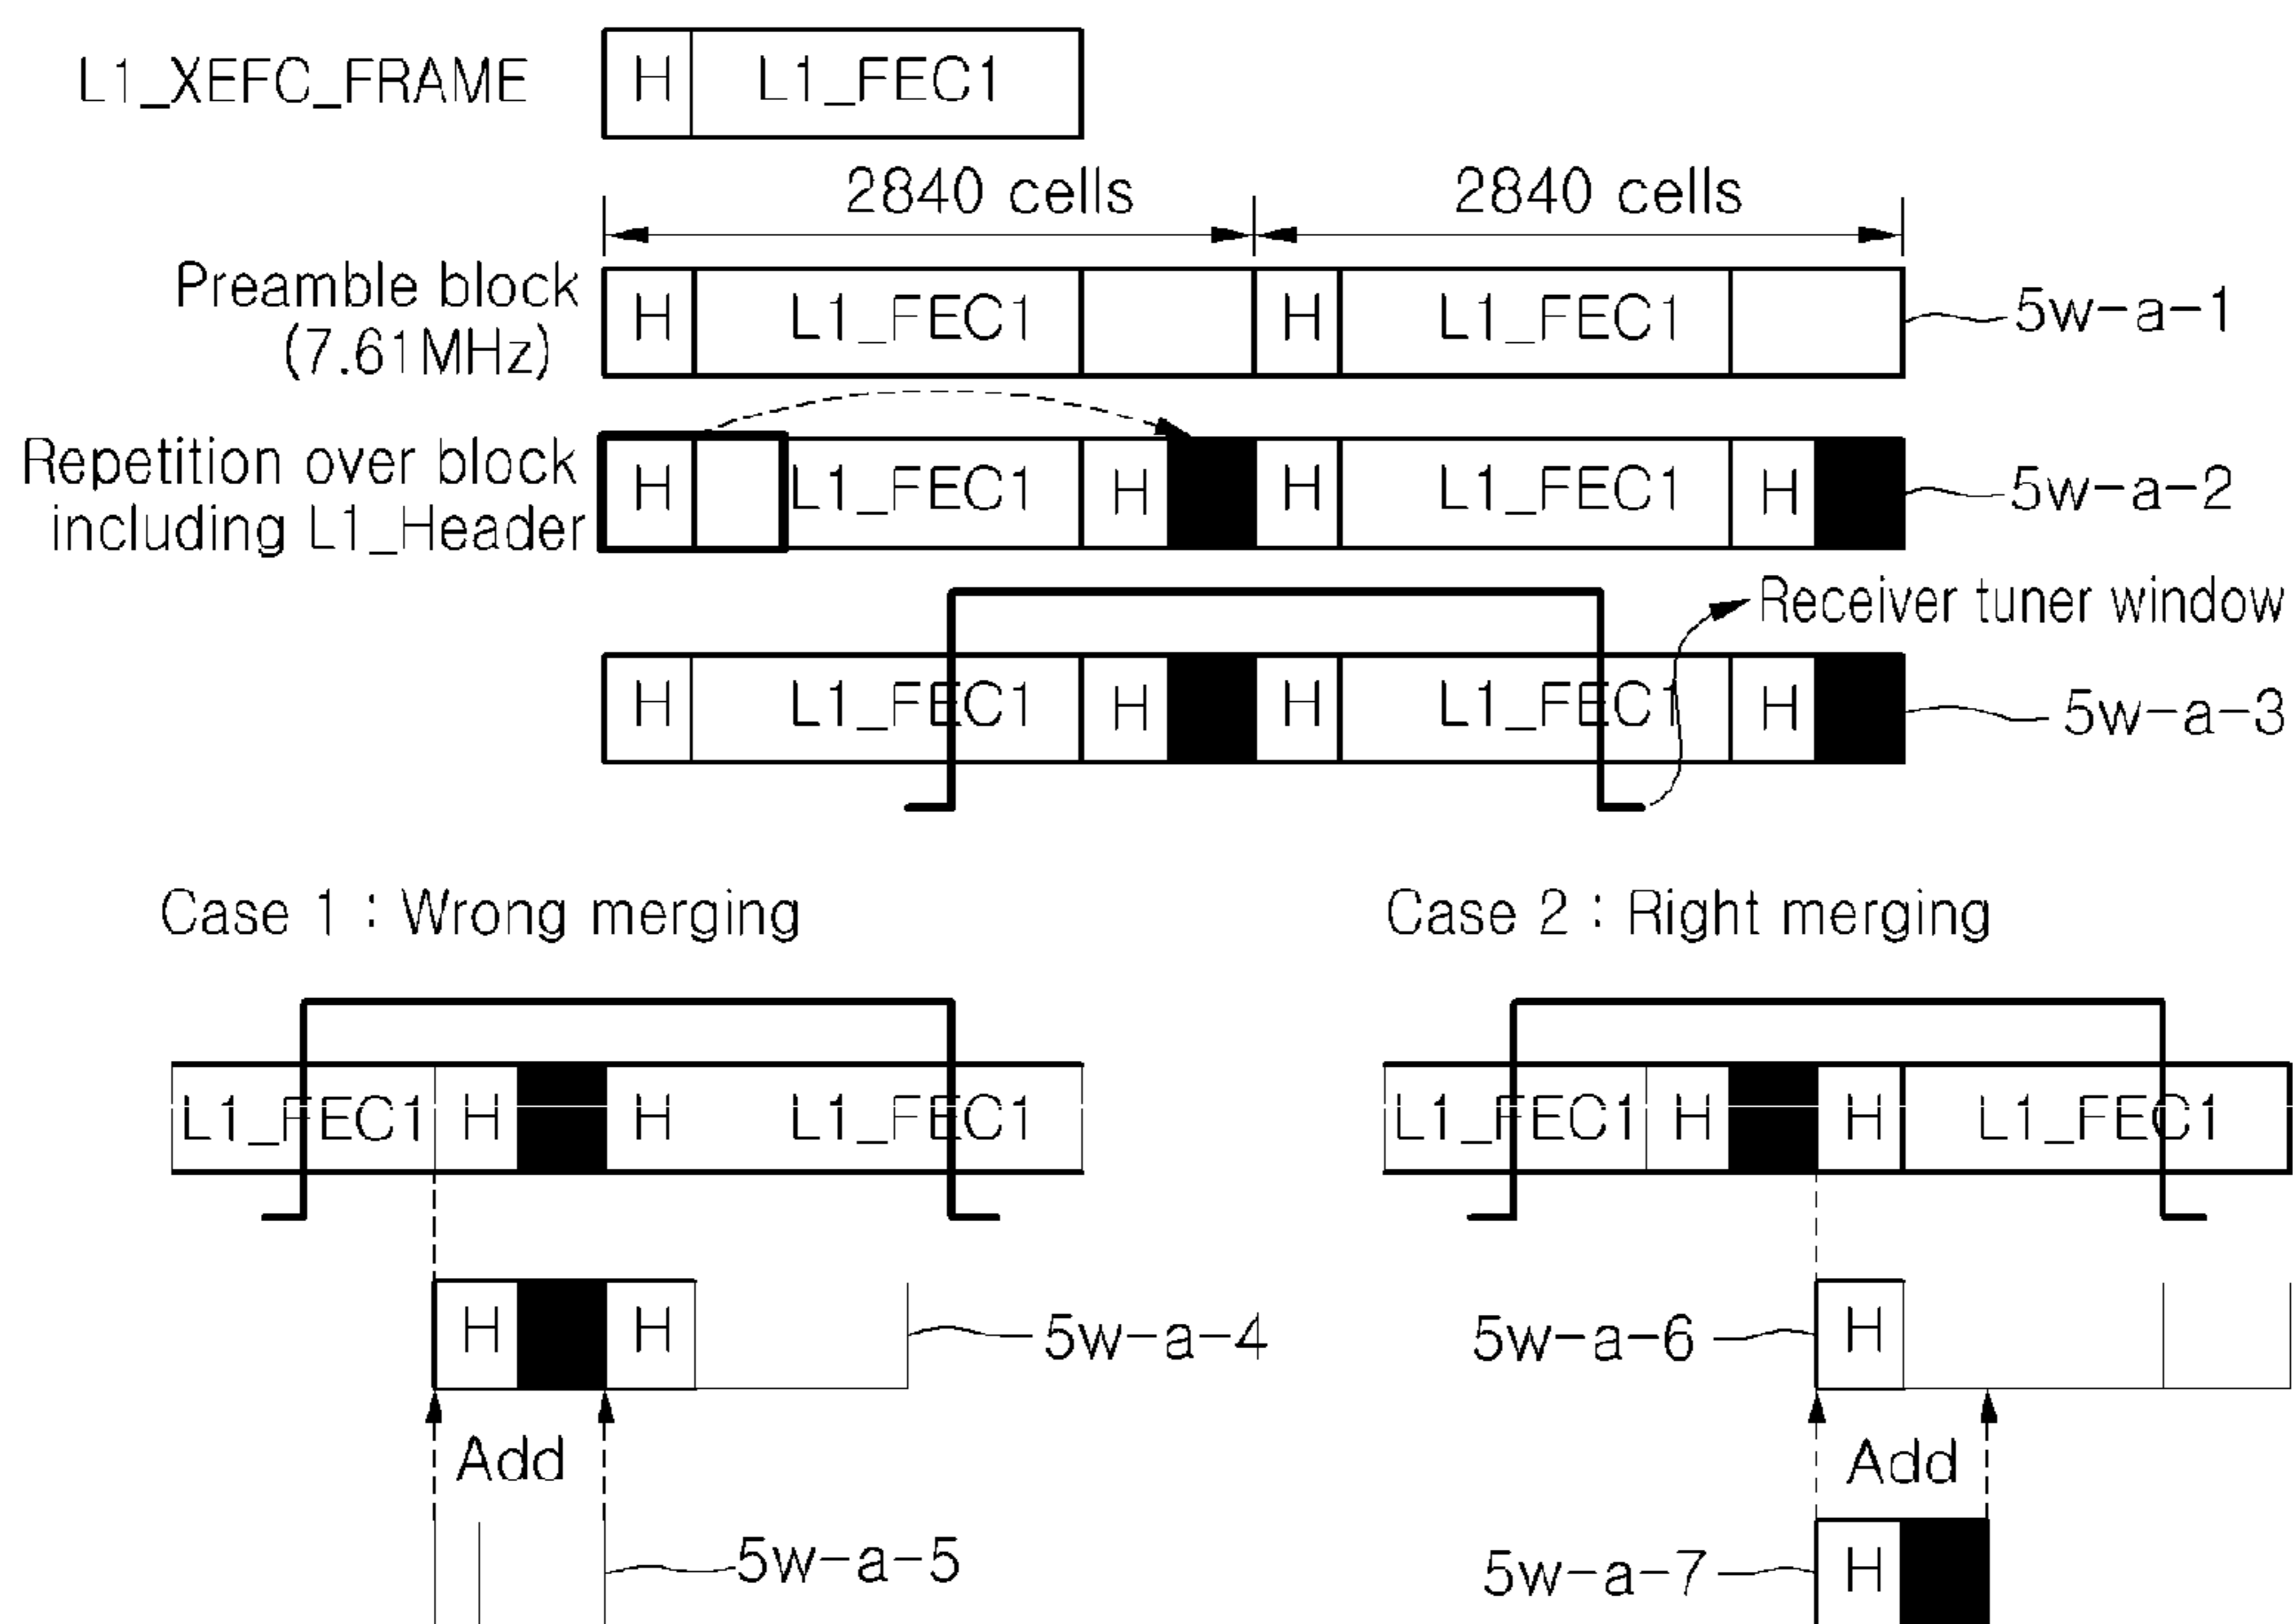 L1_XEFC_FRAME
H L1_FEC1
2840 cells 2840 cells
Preamble block
(7.61MHz)
H L1_FEC1 H L1_FEC1
5w-a-1
Repetition over block
including L1_Header
H L1_FEC1 H H L1_FEC1 H
5w-a-2
Receiver tuner window
H L1_FEC1 H H L1_FEC1 H
5w-a-3
Case 1 : Wrong merging
L1_FEC1 H H L1_FEC1
H H
5w-a-4
Add
5w-a-5
Case 2 : Right merging
L1_FEC1 H H L1_FEC1
5w-a-6
H
Add
5w-a-7
H